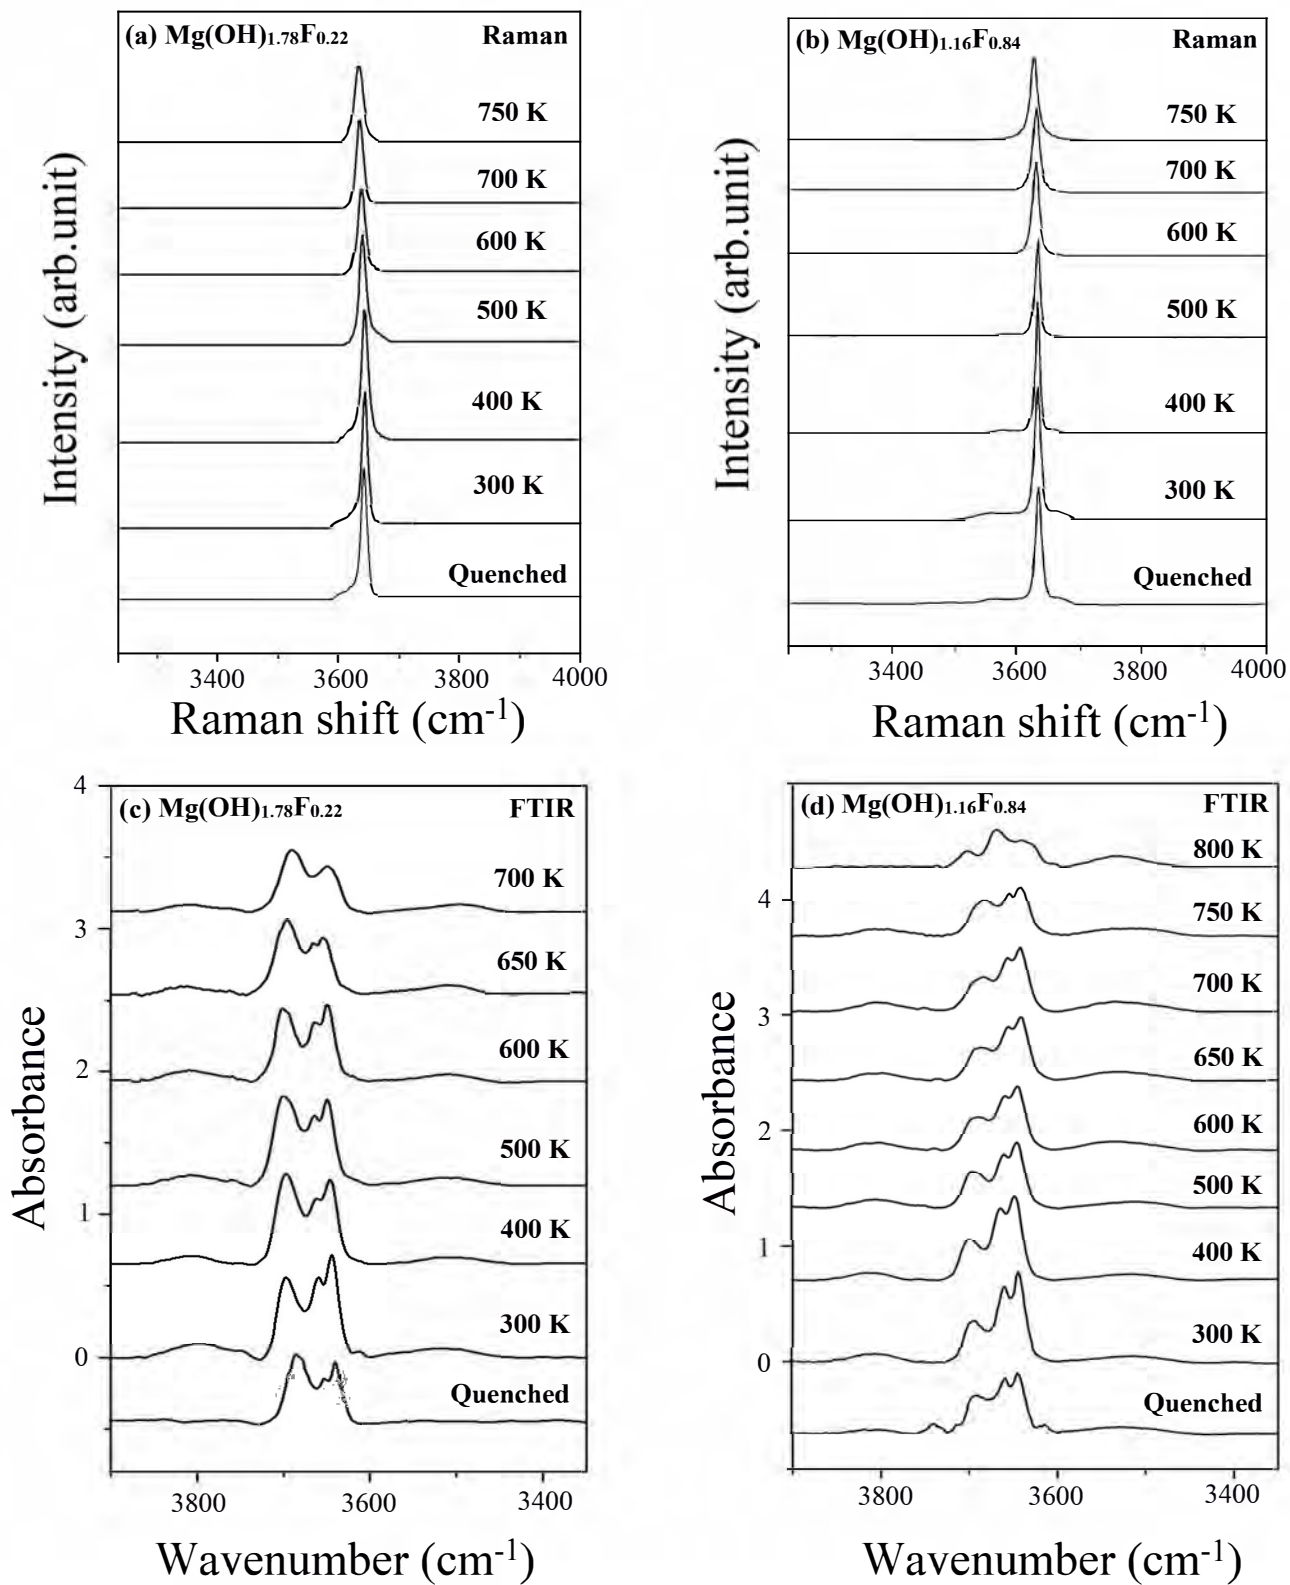 (a) Mg(OH)1.78F0.22 Raman
750 K
700 K
600 K
500 K
400 K
300 K
Quenched
3400 3600 3800 4000
Raman shift (cm-1)
Intensity (arb.unit)
(b) Mg(OH)1.16F0.84 Raman
750 K
700 K
600 K
500 K
400 K
300 K
Quenched
3400 3600 3800 4000
Raman shift (cm-1)
Intensity (arb.unit)
(c) Mg(OH)1.78F0.22 FTIR
700 K
650 K
600 K
500 K
400 K
300 K
Quenched
4
3
2
1
0
3800 3600 3400
Wavenumber (cm-1)
Absorbance
(d) Mg(OH)1.16F0.84 FTIR
800 K
750 K
700 K
650 K
600 K
500 K
400 K
300 K
Quenched
4
3
2
1
0
3800 3600 3400
Wavenumber (cm-1)
Absorbance